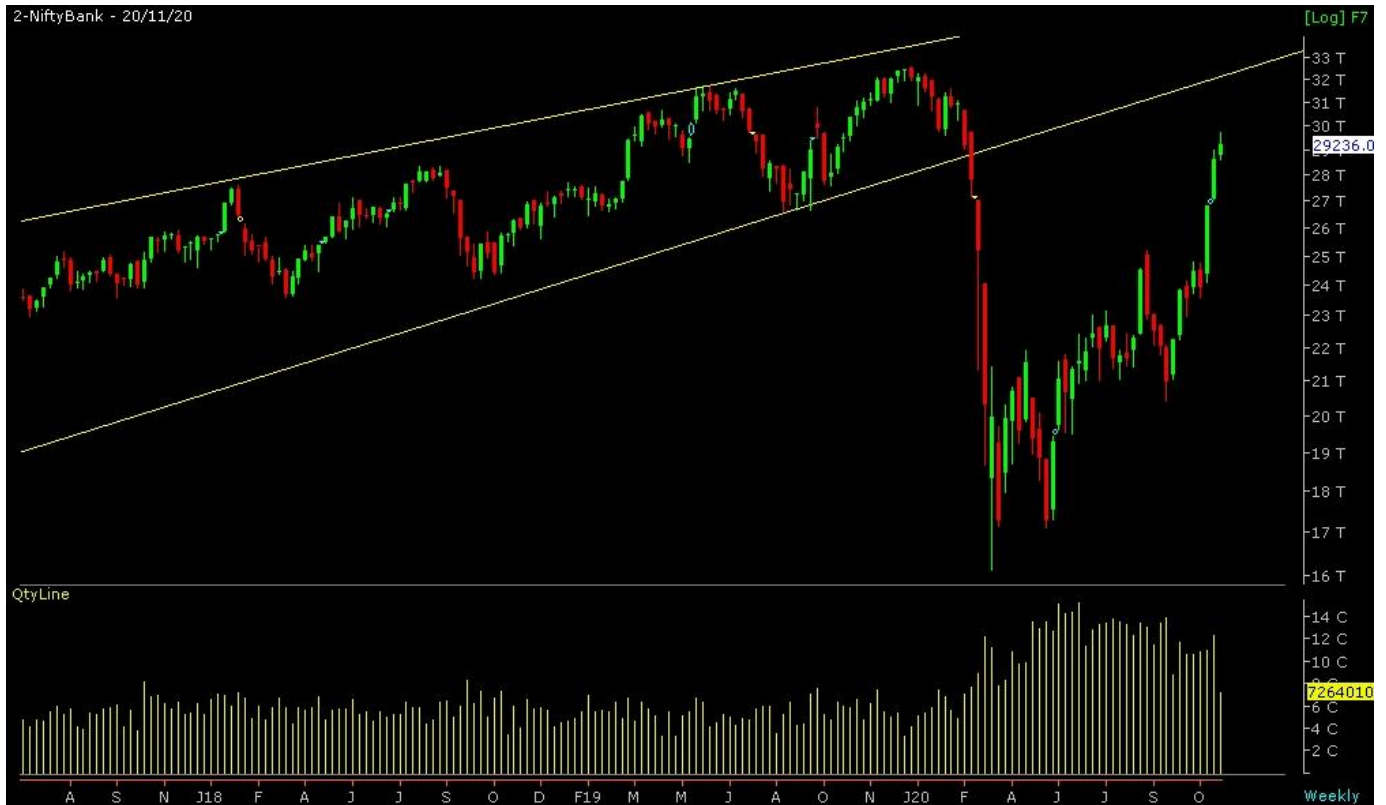 2-NiftyBank - 20/11/20
[Log] F7
33 T
32 T
31 T
30 T
29236.0
28 T
27 T
26 T
25 T
24 T
23 T
22 T
21 T
20 T
19 T
18 T
17 T
16 T
QtyLine
14 C
12 C
10 C
7264010
6 C
4 C
2 C
A S N J18 F A J J S O D F19 M M J A O N J20 F A J J S O
Weekly